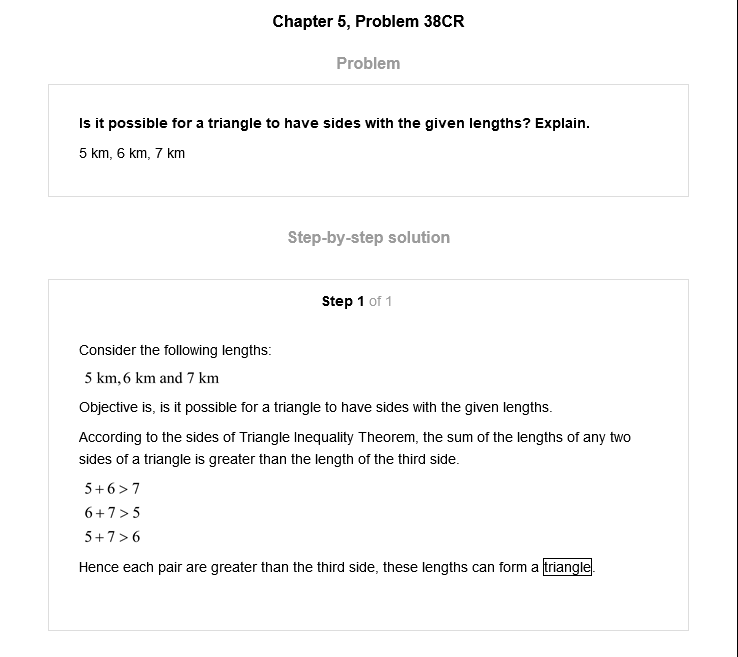 Chapter 5, Problem 38CR
Problem
Is it possible for a triangle to have sides with the given lengths? Explain.
5 km, 6 km, 7 km
Step-by-step solution
Step 1 of 1
Consider the following lengths:
5 km, 6 km and 7 km
Objective is, is it possible for a triangle to have sides with the given lengths.
According to the sides of Triangle Inequality Theorem, the sum of the lengths of any two
sides of a triangle is greater than the length of the third side.
5 + 6 > 7
6 + 7 > 5
5 + 7 > 6
Hence each pair are greater than the third side, these lengths can form a triangle.